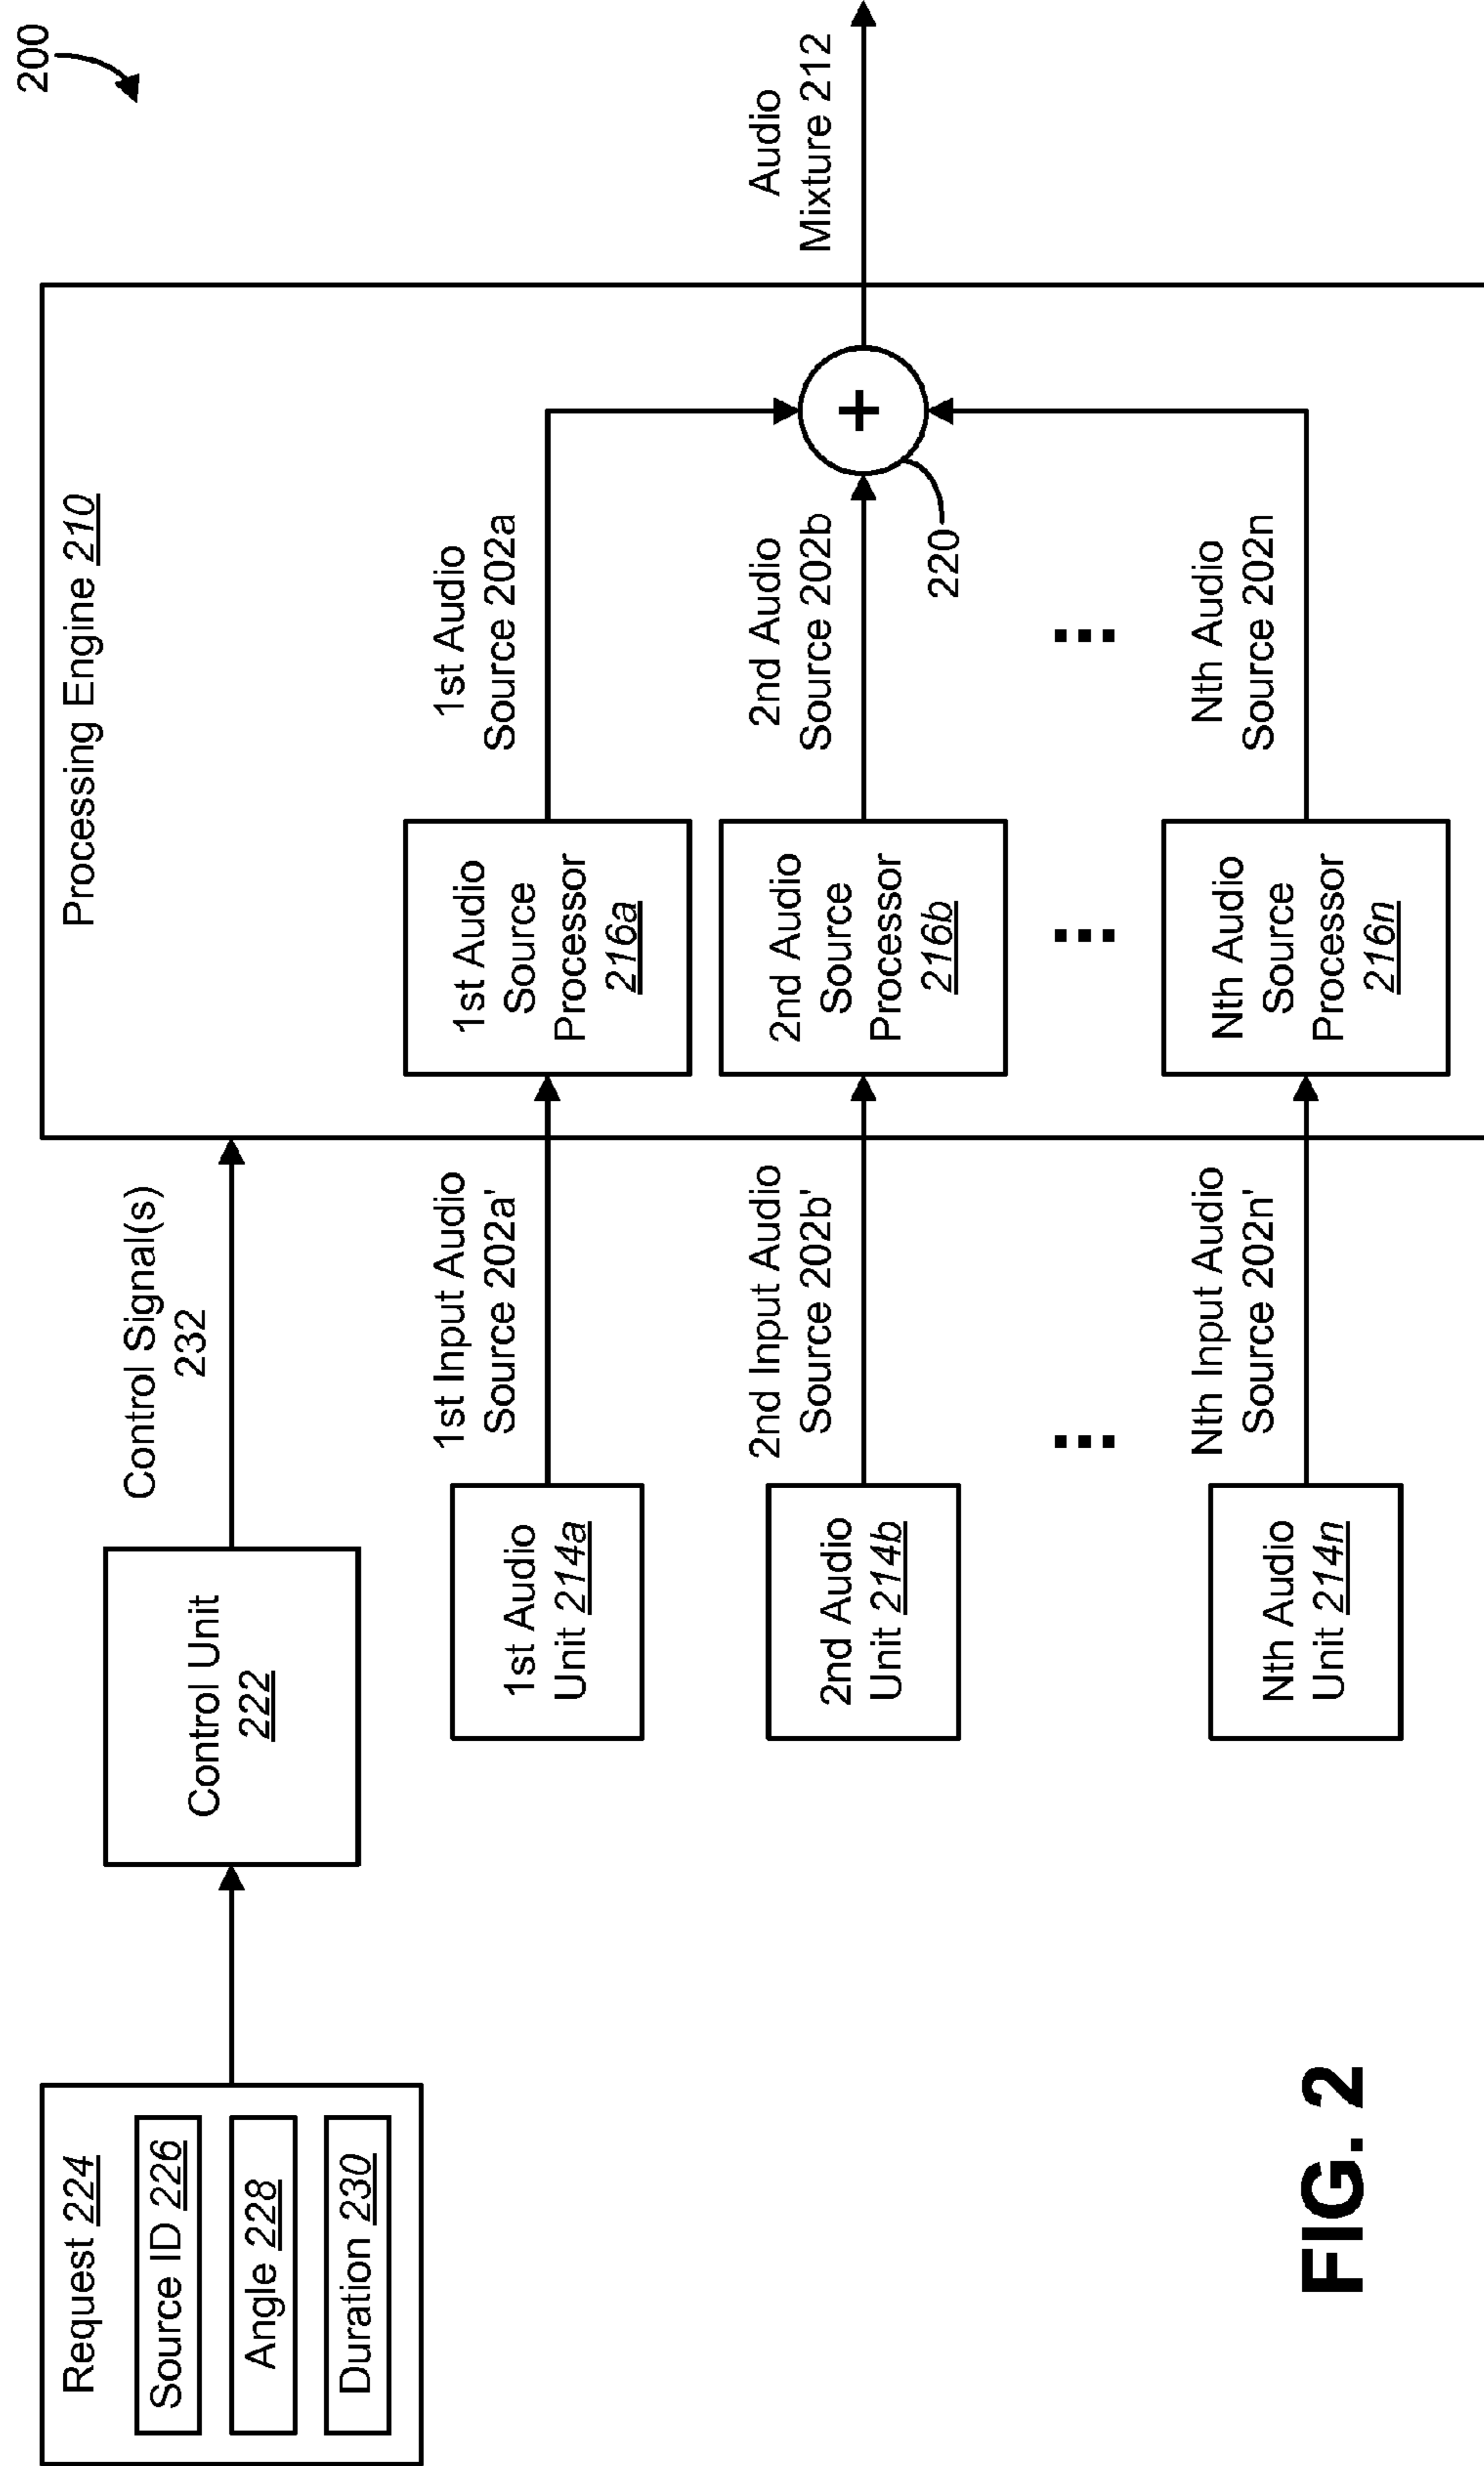 200
Request 224
Source ID 226
Angle 228
Duration 230
Control Unit
222
Control Signal(s)
232
Processing Engine 210
1st Audio
Unit 214a
1st Input Audio
Source 202a'
1st Audio
Source
Processor
216a
1st Audio
Source 202a
2nd Audio
Unit 214b
2nd Input Audio
Source 202b'
2nd Audio
Source
Processor
216b
2nd Audio
Source 202b
+
220
Audio
Mixture 212
Nth Audio
Unit 214n
Nth Input Audio
Source 202n'
Nth Audio
Source
Processor
216n
Nth Audio
Source 202n
FIG. 2